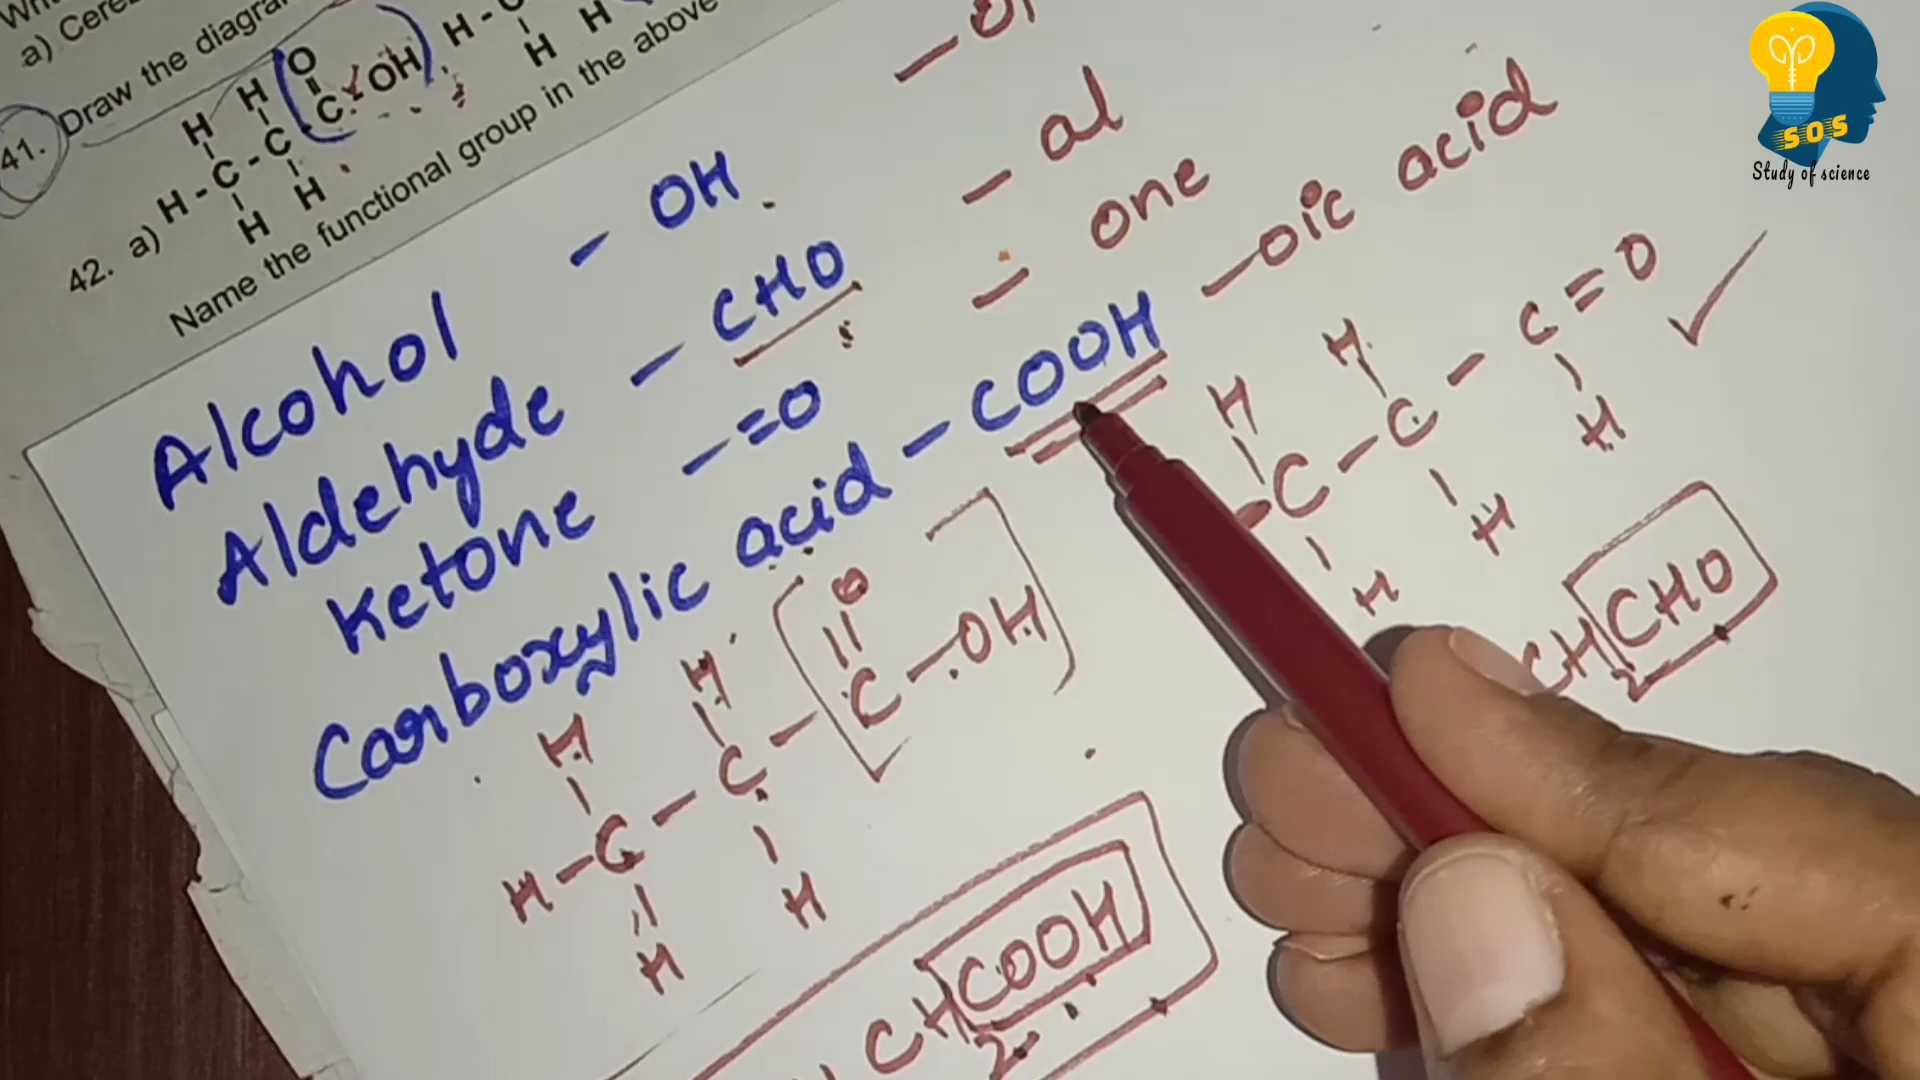 a) Cere
41. Draw the diagra
H H O H
H - C - C - C - OH H
H H H
42. a)
Name the functional group in the above
Alcohol - OH
Aldehyde - CHO - al
Ketone - =O - one
Carboxylic acid - COOH - oic acid
H H O
H - C - C - C - OH
H H
CH2COOH
H H
C - C - C = O
H H H
CH2CHO
SOS
Study of science